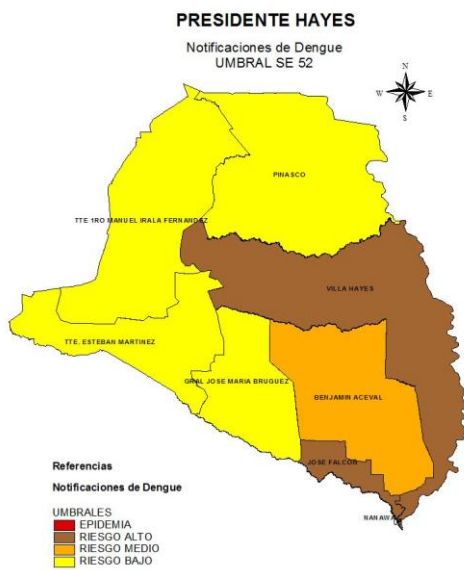 PRESIDENTE HAYES
Notificaciones de Dengue
UMBRAL SE 52
N
W E
S
PINASCO
TTE 1RO MANUEL IRALA FERNANDEZ
VILLA HAYES
TTE. ESTEBAN MARTINEZ
GRAL JOSE MARIA BRUGUEZ
BENJAMIN ACEVAL
JOSE FALCON
NANAWA
Referencias
Notificaciones de Dengue
UMBRALES
EPIDEMIA
RIESGO ALTO
RIESGO MEDIO
RIESGO BAJO